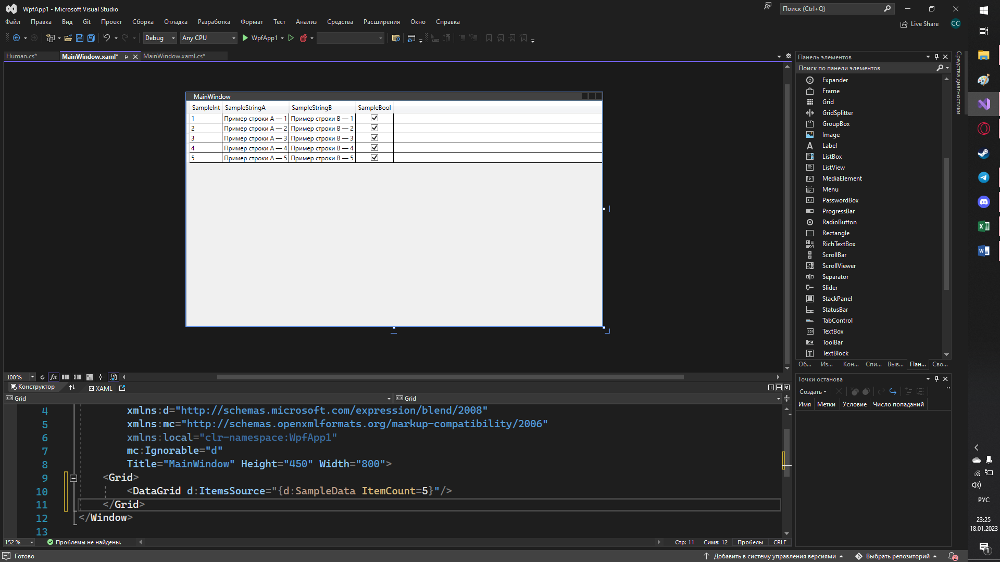 WpfApp1 - Microsoft Visual Studio
Поиск (Ctrl+Q)
Файл Правка Вид Git Проект Сборка Отладка Разработка Формат Тест Анализ Средства Расширения Окно Справка
Live Share
CC
Debug Any CPU WpfApp1
Human.cs* MainWindow.xaml* MainWindow.xaml.cs*
MainWindow
SampleInt SampleStringA SampleStringB SampleBool
1 Пример строки A — 1 Пример строки B — 1
2 Пример строки A — 2 Пример строки B — 2
3 Пример строки A — 3 Пример строки B — 3
4 Пример строки A — 4 Пример строки B — 4
5 Пример строки A — 5 Пример строки B — 5
100%
Конструктор XAML
Grid Grid
4 xmlns:d="http://schemas.microsoft.com/expression/blend/2008"
5 xmlns:mc="http://schemas.openxmlformats.org/markup-compatibility/2006"
6 xmlns:local="clr-namespace:WpfApp1"
7 mc:Ignorable="d"
8 Title="MainWindow" Height="450" Width="800">
9 <Grid>
10 <DataGrid d:ItemsSource="{d:SampleData ItemCount=5}"/>
11 </Grid>
12 </Window>
13
152 % Проблемы не найдены. Стр: 11 Симв: 12 Пробелы CRLF
Готово Добавить в систему управления версиями Выбрать репозиторий 2
Панель элементов
Поиск по панели элементов
Expander
Frame
Grid
GridSplitter
GroupBox
Image
Label
ListBox
ListView
MediaElement
Menu
PasswordBox
ProgressBar
RadioButton
Rectangle
RichTextBox
ScrollBar
ScrollViewer
Separator
Slider
StackPanel
StatusBar
TabControl
TextBox
ToolBar
TextBlock
Об... Из... Кон... Спи... Выв... Пан... Сво...
Точки останова
Создать
Имя Метки Условие Число попаданий
Средства диагностики
РУС
23:25
18.01.2023
1